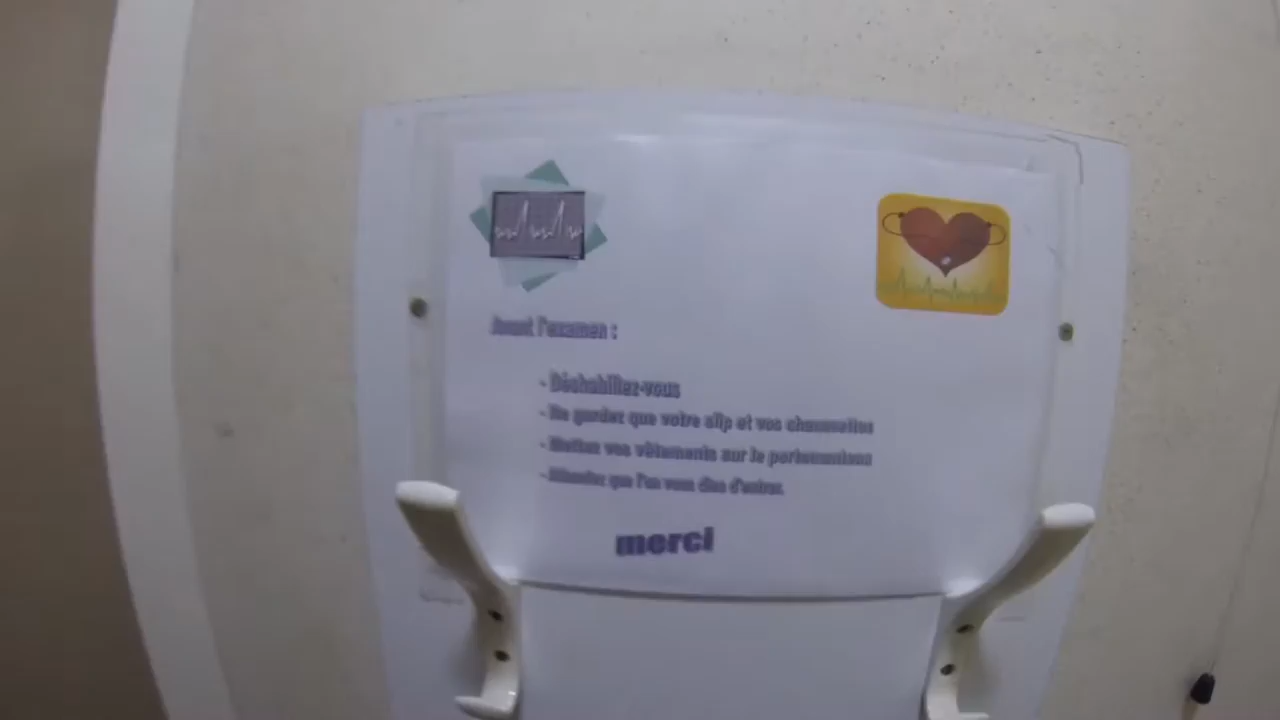 Avant l'examen :
- Déshabillez-vous
- Ne gardez que votre slip et vos chaussettes
- Mettez vos vêtements sur le portemanteau
- Attendez que l'on vous dise d'entrer.
merci